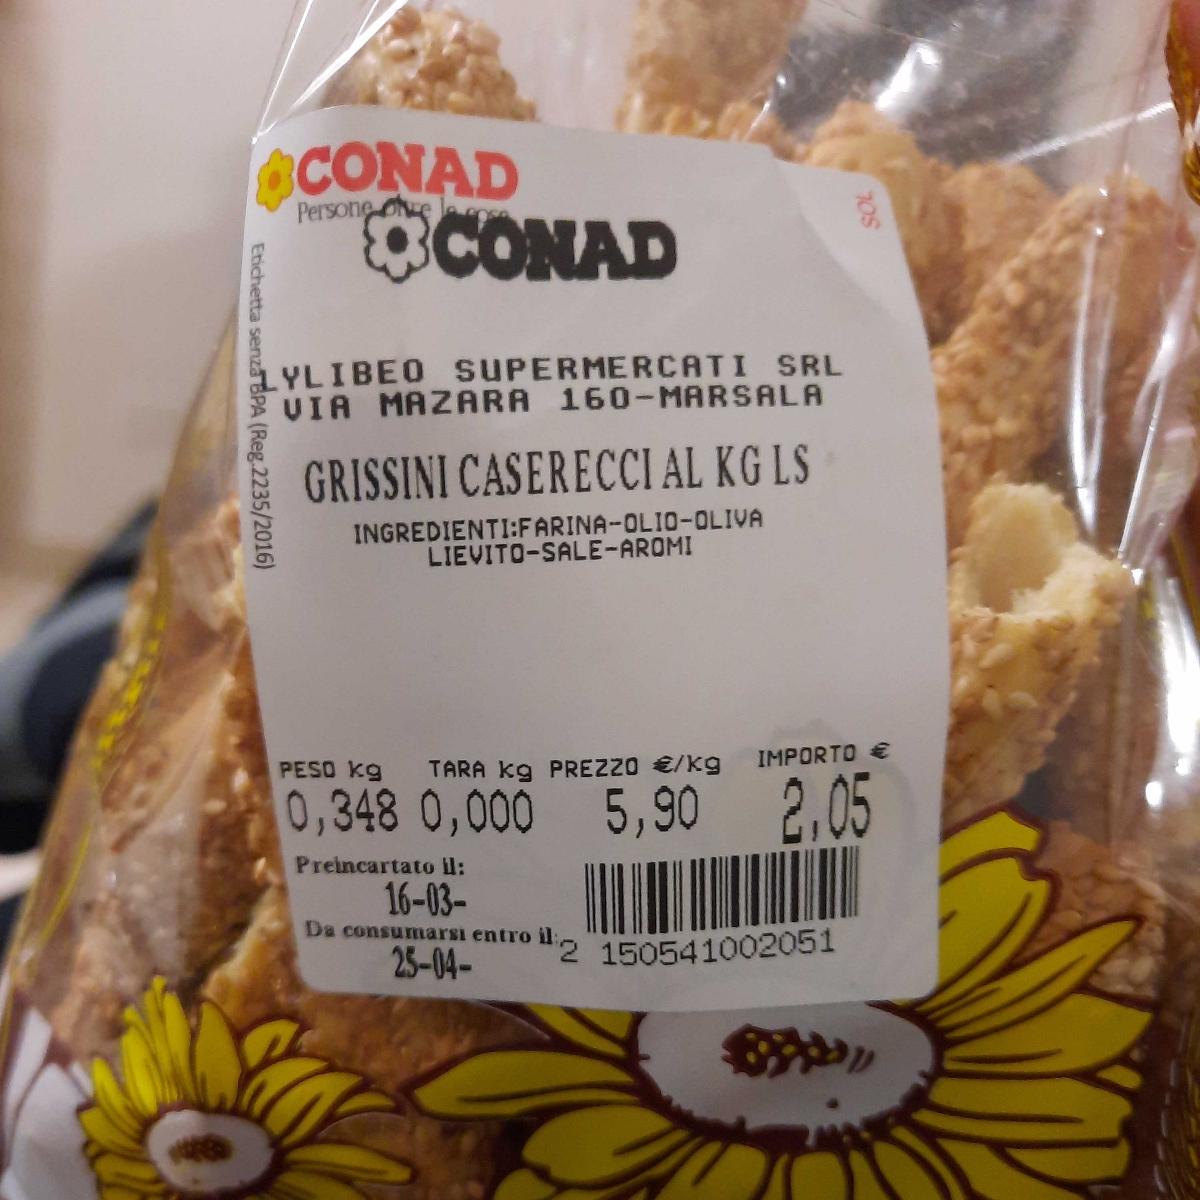 CONAD
Persone oltre le cose
CONAD
SOL
Etichetta senza BPA (Reg.2235/2016)
LYLIBEO SUPERMERCATI SRL
VIA MAZARA 160-MARSALA
GRISSINI CASERECCI AL KG LS
INGREDIENTI:FARINA-OLIO-OLIVA
LIEVITO-SALE-AROMI
PESO kg TARA kg PREZZO €/kg IMPORTO €
0,348 0,000 5,90 2,05
Preincartato il:
16-03-
Da consumarsi entro il:
25-04-
2 150541002051